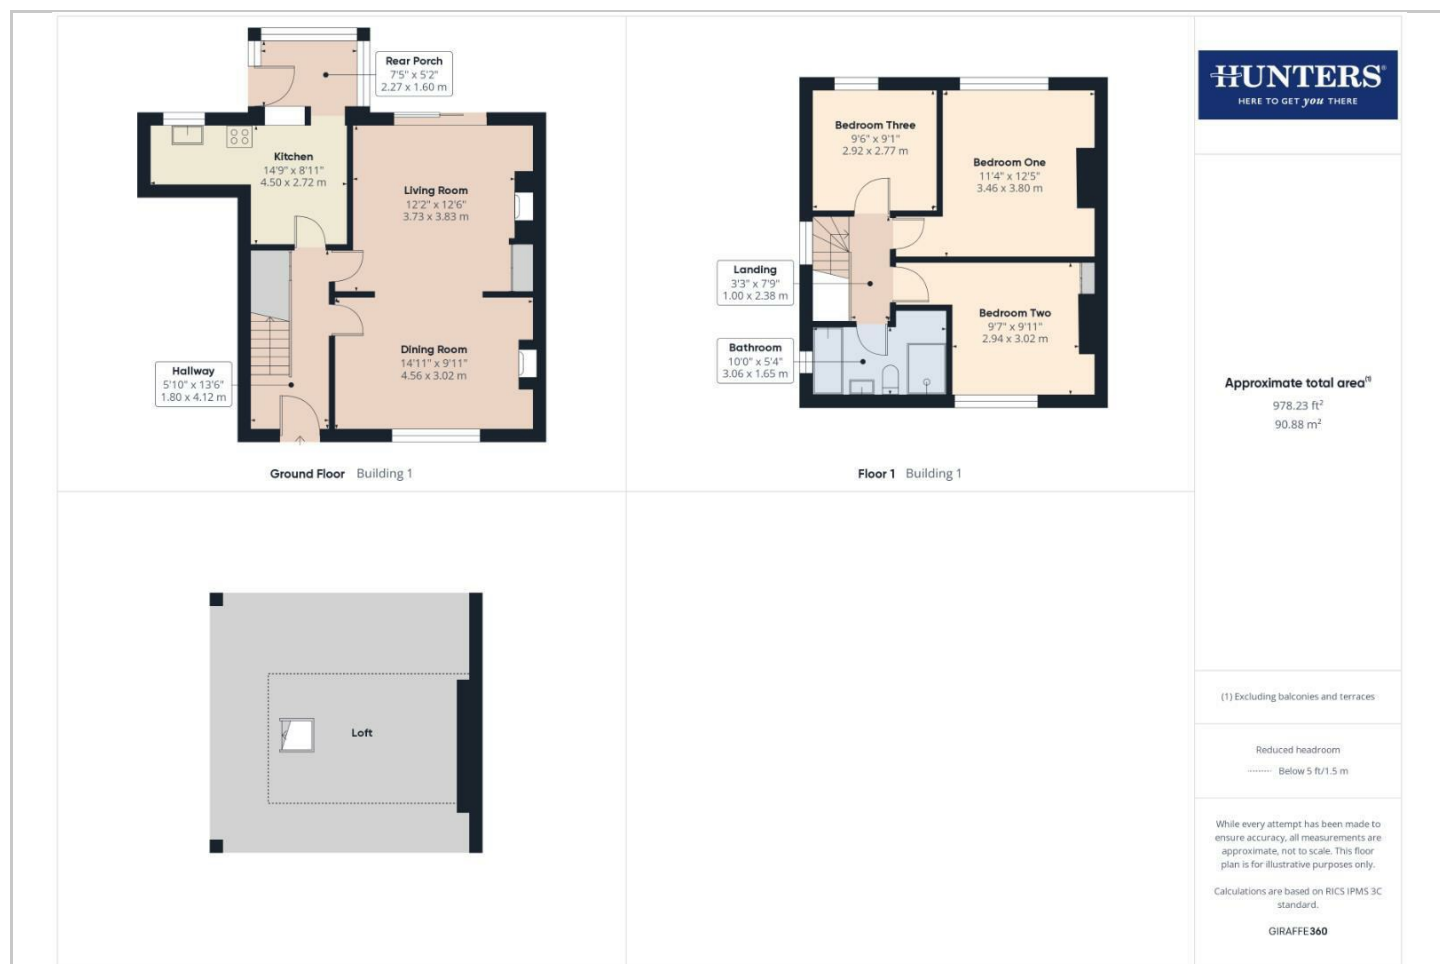 Rear Porch
7'5" x 5'2"
2.27 x 1.60 m
Kitchen
14'9" x 8'11"
4.50 x 2.72 m
Living Room
12'2" x 12'6"
3.73 x 3.83 m
Dining Room
14'11" x 9'11"
4.56 x 3.02 m
Hallway
5'10" x 13'6"
1.80 x 4.12 m
Ground Floor Building 1
Bedroom Three
9'6" x 9'1"
2.92 x 2.77 m
Bedroom One
11'4" x 12'5"
3.46 x 3.80 m
Landing
3'3" x 7'9"
1.00 x 2.38 m
Bedroom Two
9'7" x 9'11"
2.94 x 3.02 m
Bathroom
10'0" x 5'4"
3.06 x 1.65 m
Floor 1 Building 1
Loft
HUNTERS®
HERE TO GET you THERE
Approximate total area(1)
978.23 ft²
90.88 m²
(1) Excluding balconies and terraces
Reduced headroom
Below 5 ft/1.5 m
While every attempt has been made to
ensure accuracy, all measurements are
approximate, not to scale. This floor
plan is for illustrative purposes only.
Calculations are based on RICS IPMS 3C
standard.
GIRAFFE360